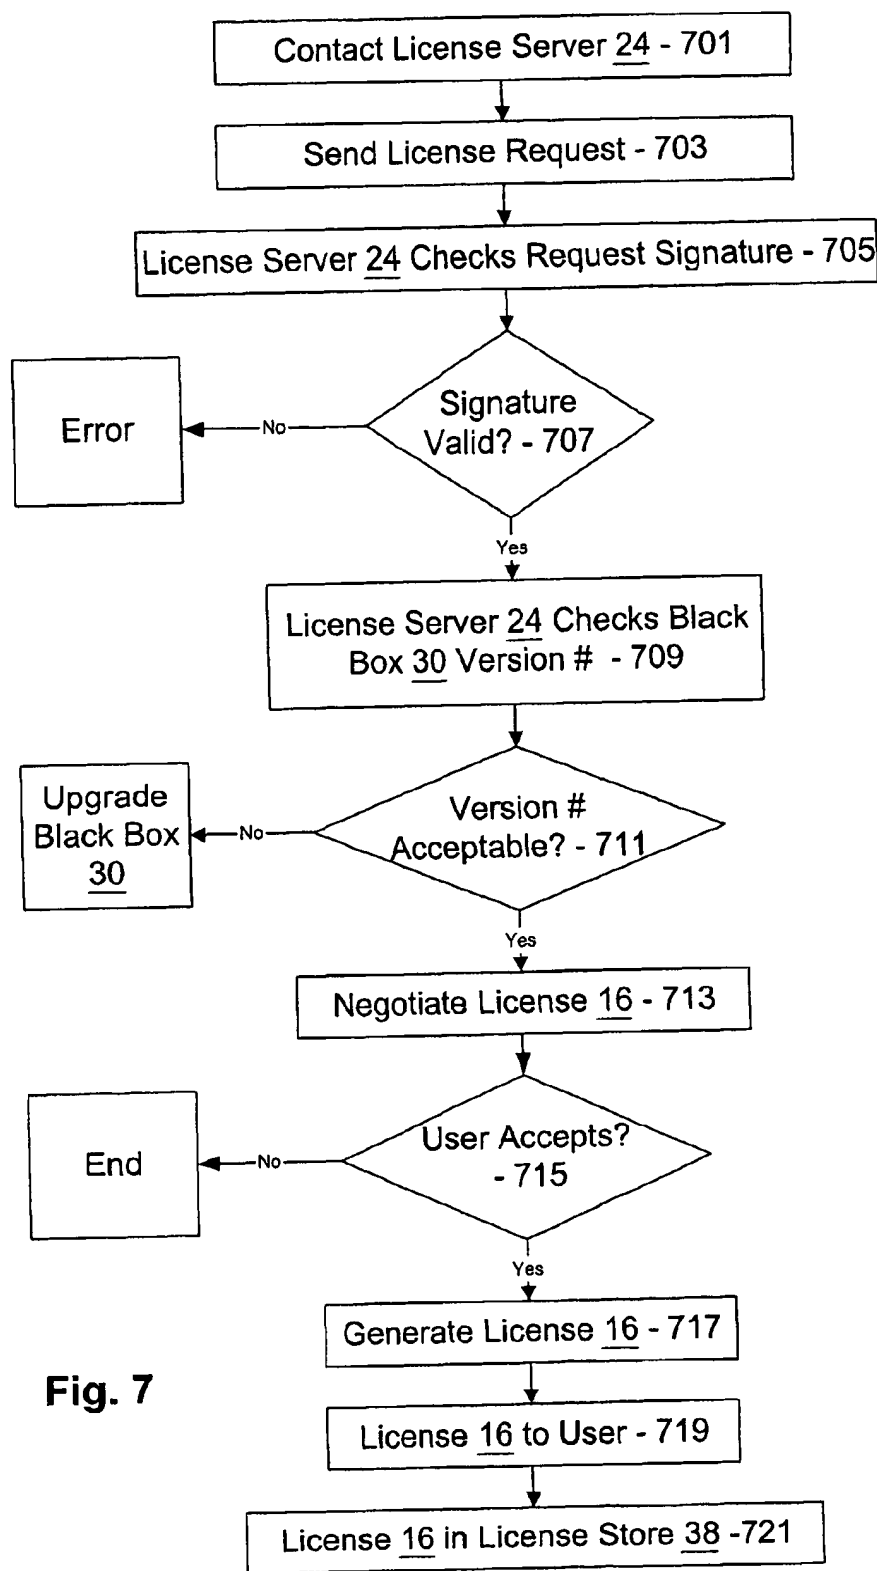 Contact License Server 24 - 701
Send License Request - 703
License Server 24 Checks Request Signature - 705
Signature
Valid? - 707
No
Error
Yes
License Server 24 Checks Black
Box 30 Version # - 709
Version #
Acceptable? - 711
No
Upgrade
Black Box
30
Yes
Negotiate License 16 - 713
User Accepts?
- 715
No
End
Yes
Generate License 16 - 717
Fig. 7
License 16 to User - 719
License 16 in License Store 38 -721